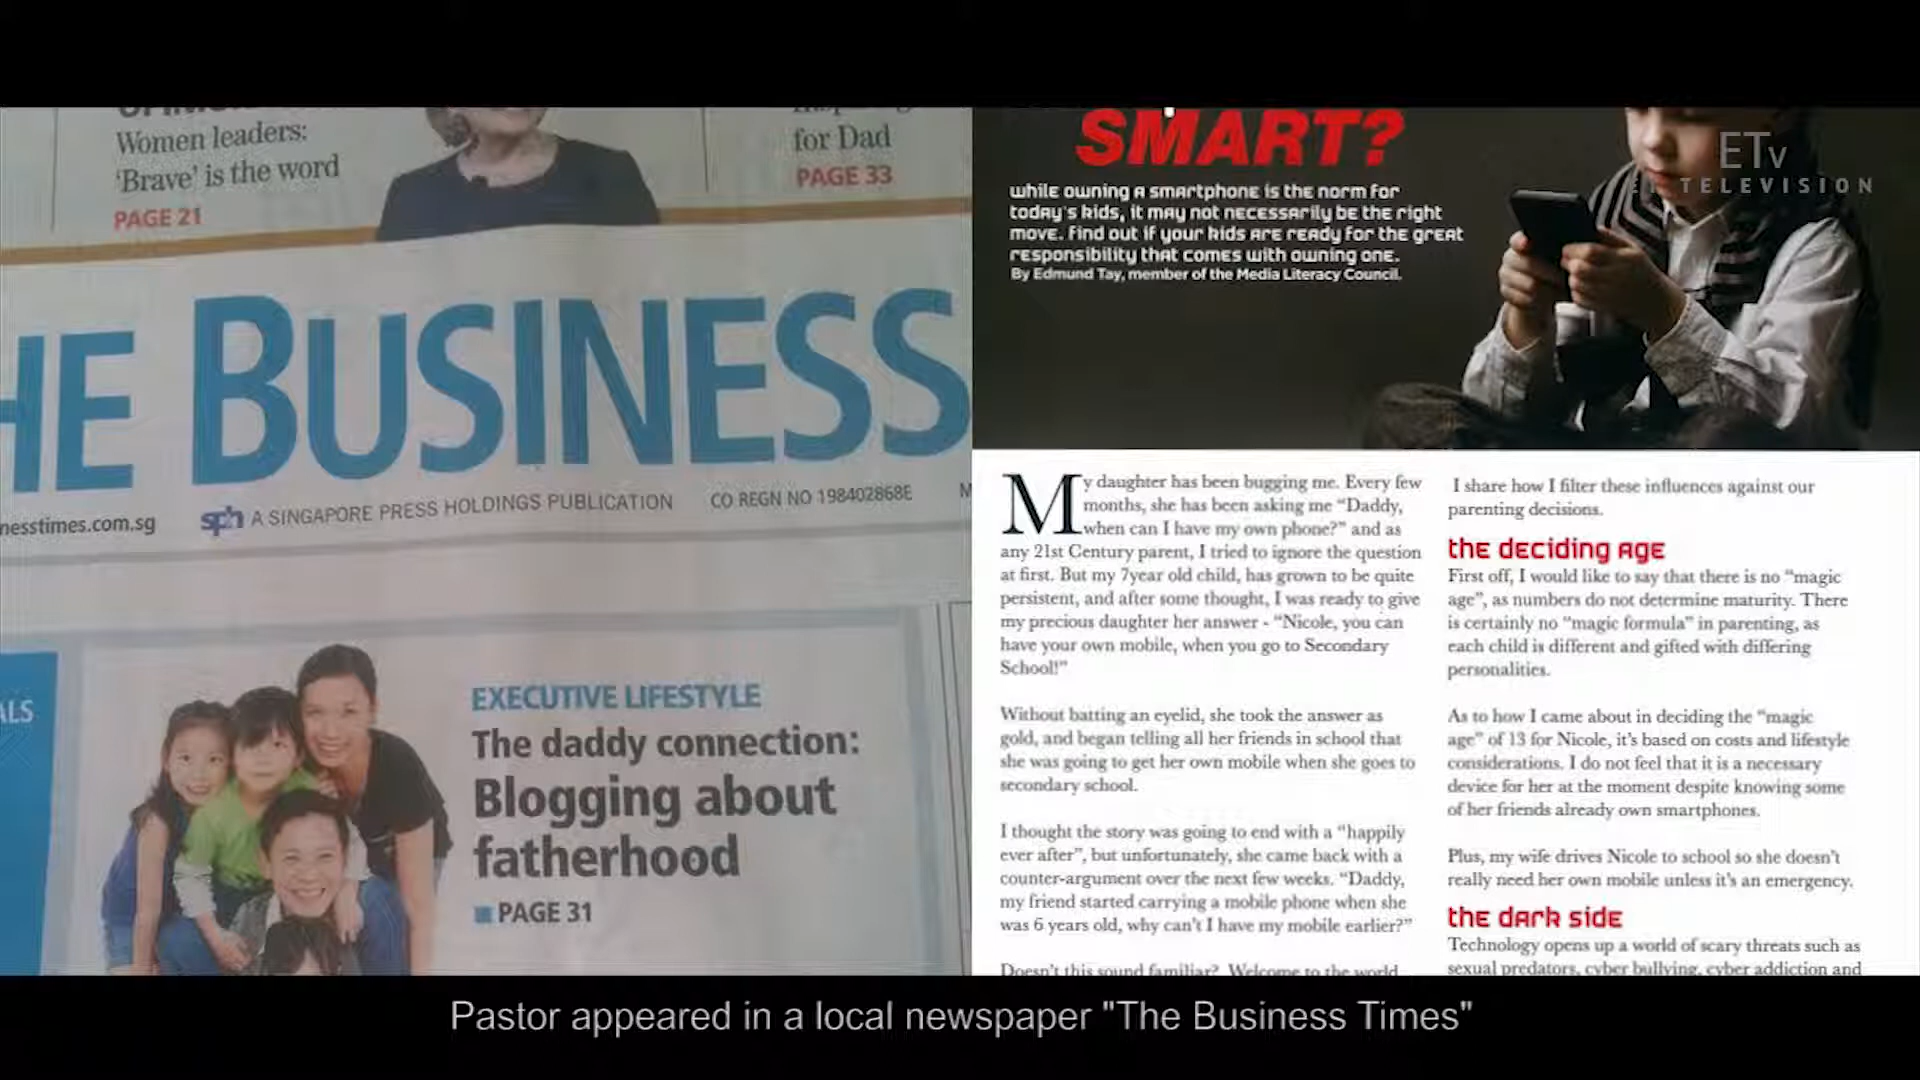 Women leaders:
'Brave' is the word
PAGE 21
for Dad
PAGE 33
HE BUSINESS
nesstimes.com.sg
sph A SINGAPORE PRESS HOLDINGS PUBLICATION
CO REGN NO 198402868E
M
ALS
EXECUTIVE LIFESTYLE
The daddy connection:
Blogging about
fatherhood
PAGE 31
SMART?
while owning a smartphone is the norm for
today's kids, it may not necessarily be the right
move. Find out if your kids are ready for the great
responsibility that comes with owning one.
By Edmund Tay, member of the Media Literacy Council.
ETv
TELEVISION
My daughter has been bugging me. Every few
months, she has been asking me "Daddy,
when can I have my own phone?" and as
any 21st Century parent, I tried to ignore the question
at first. But my 7year old child, has grown to be quite
persistent, and after some thought, I was ready to give
my precious daughter her answer - "Nicole, you can
have your own mobile, when you go to Secondary
School!"
Without batting an eyelid, she took the answer as
gold, and began telling all her friends in school that
she was going to get her own mobile when she goes to
secondary school.
I thought the story was going to end with a "happily
ever after", but unfortunately, she came back with a
counter-argument over the next few weeks. "Daddy,
my friend started carrying a mobile phone when she
was 6 years old, why can't I have my mobile earlier?"
Doesn't this sound familiar? Welcome to the world
I share how I filter these influences against our
parenting decisions.
the deciding age
First off, I would like to say that there is no "magic
age", as numbers do not determine maturity. There
is certainly no "magic formula" in parenting, as
each child is different and gifted with differing
personalities.
As to how I came about in deciding the "magic
age" of 13 for Nicole, it's based on costs and lifestyle
considerations. I do not feel that it is a necessary
device for her at the moment despite knowing some
of her friends already own smartphones.
Plus, my wife drives Nicole to school so she doesn't
really need her own mobile unless it's an emergency.
the dark side
Technology opens up a world of scary threats such as
sexual predators, cyber bullying, cyber addiction and
Pastor appeared in a local newspaper "The Business Times"